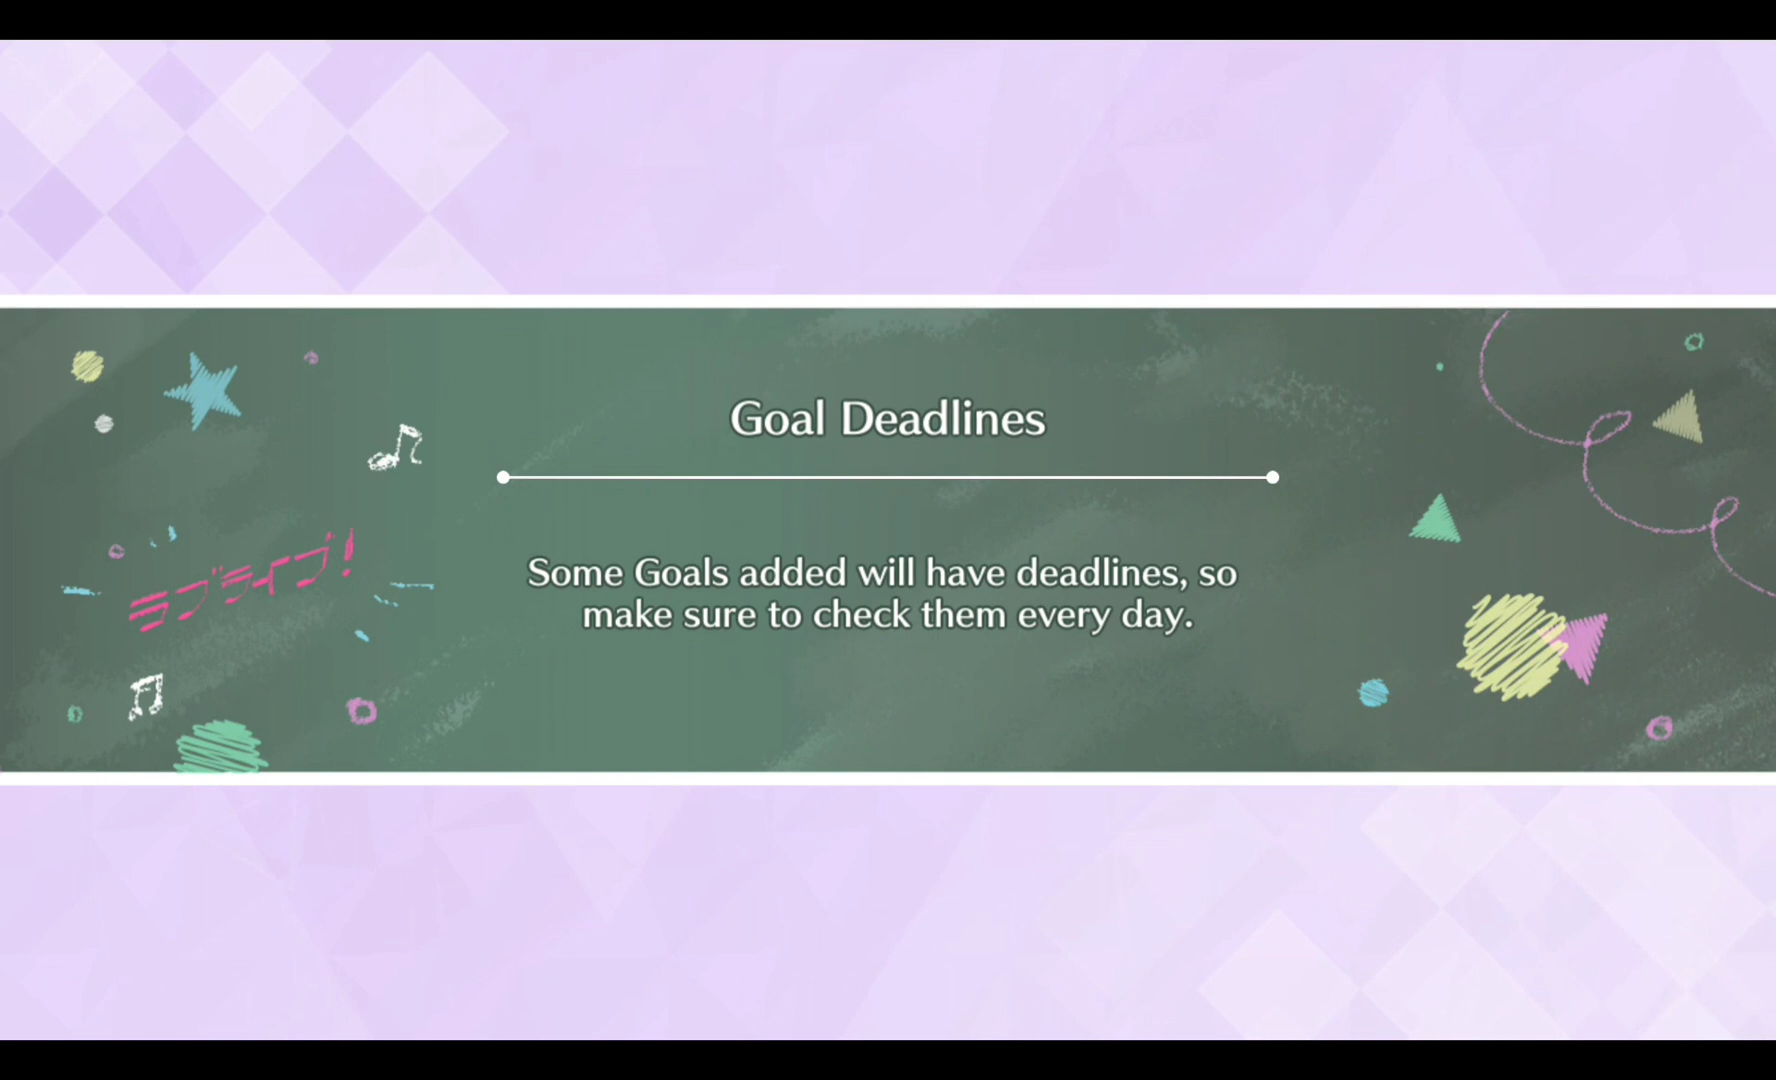 Goal Deadlines
Some Goals added will have deadlines, so
make sure to check them every day.
ラブライブ!